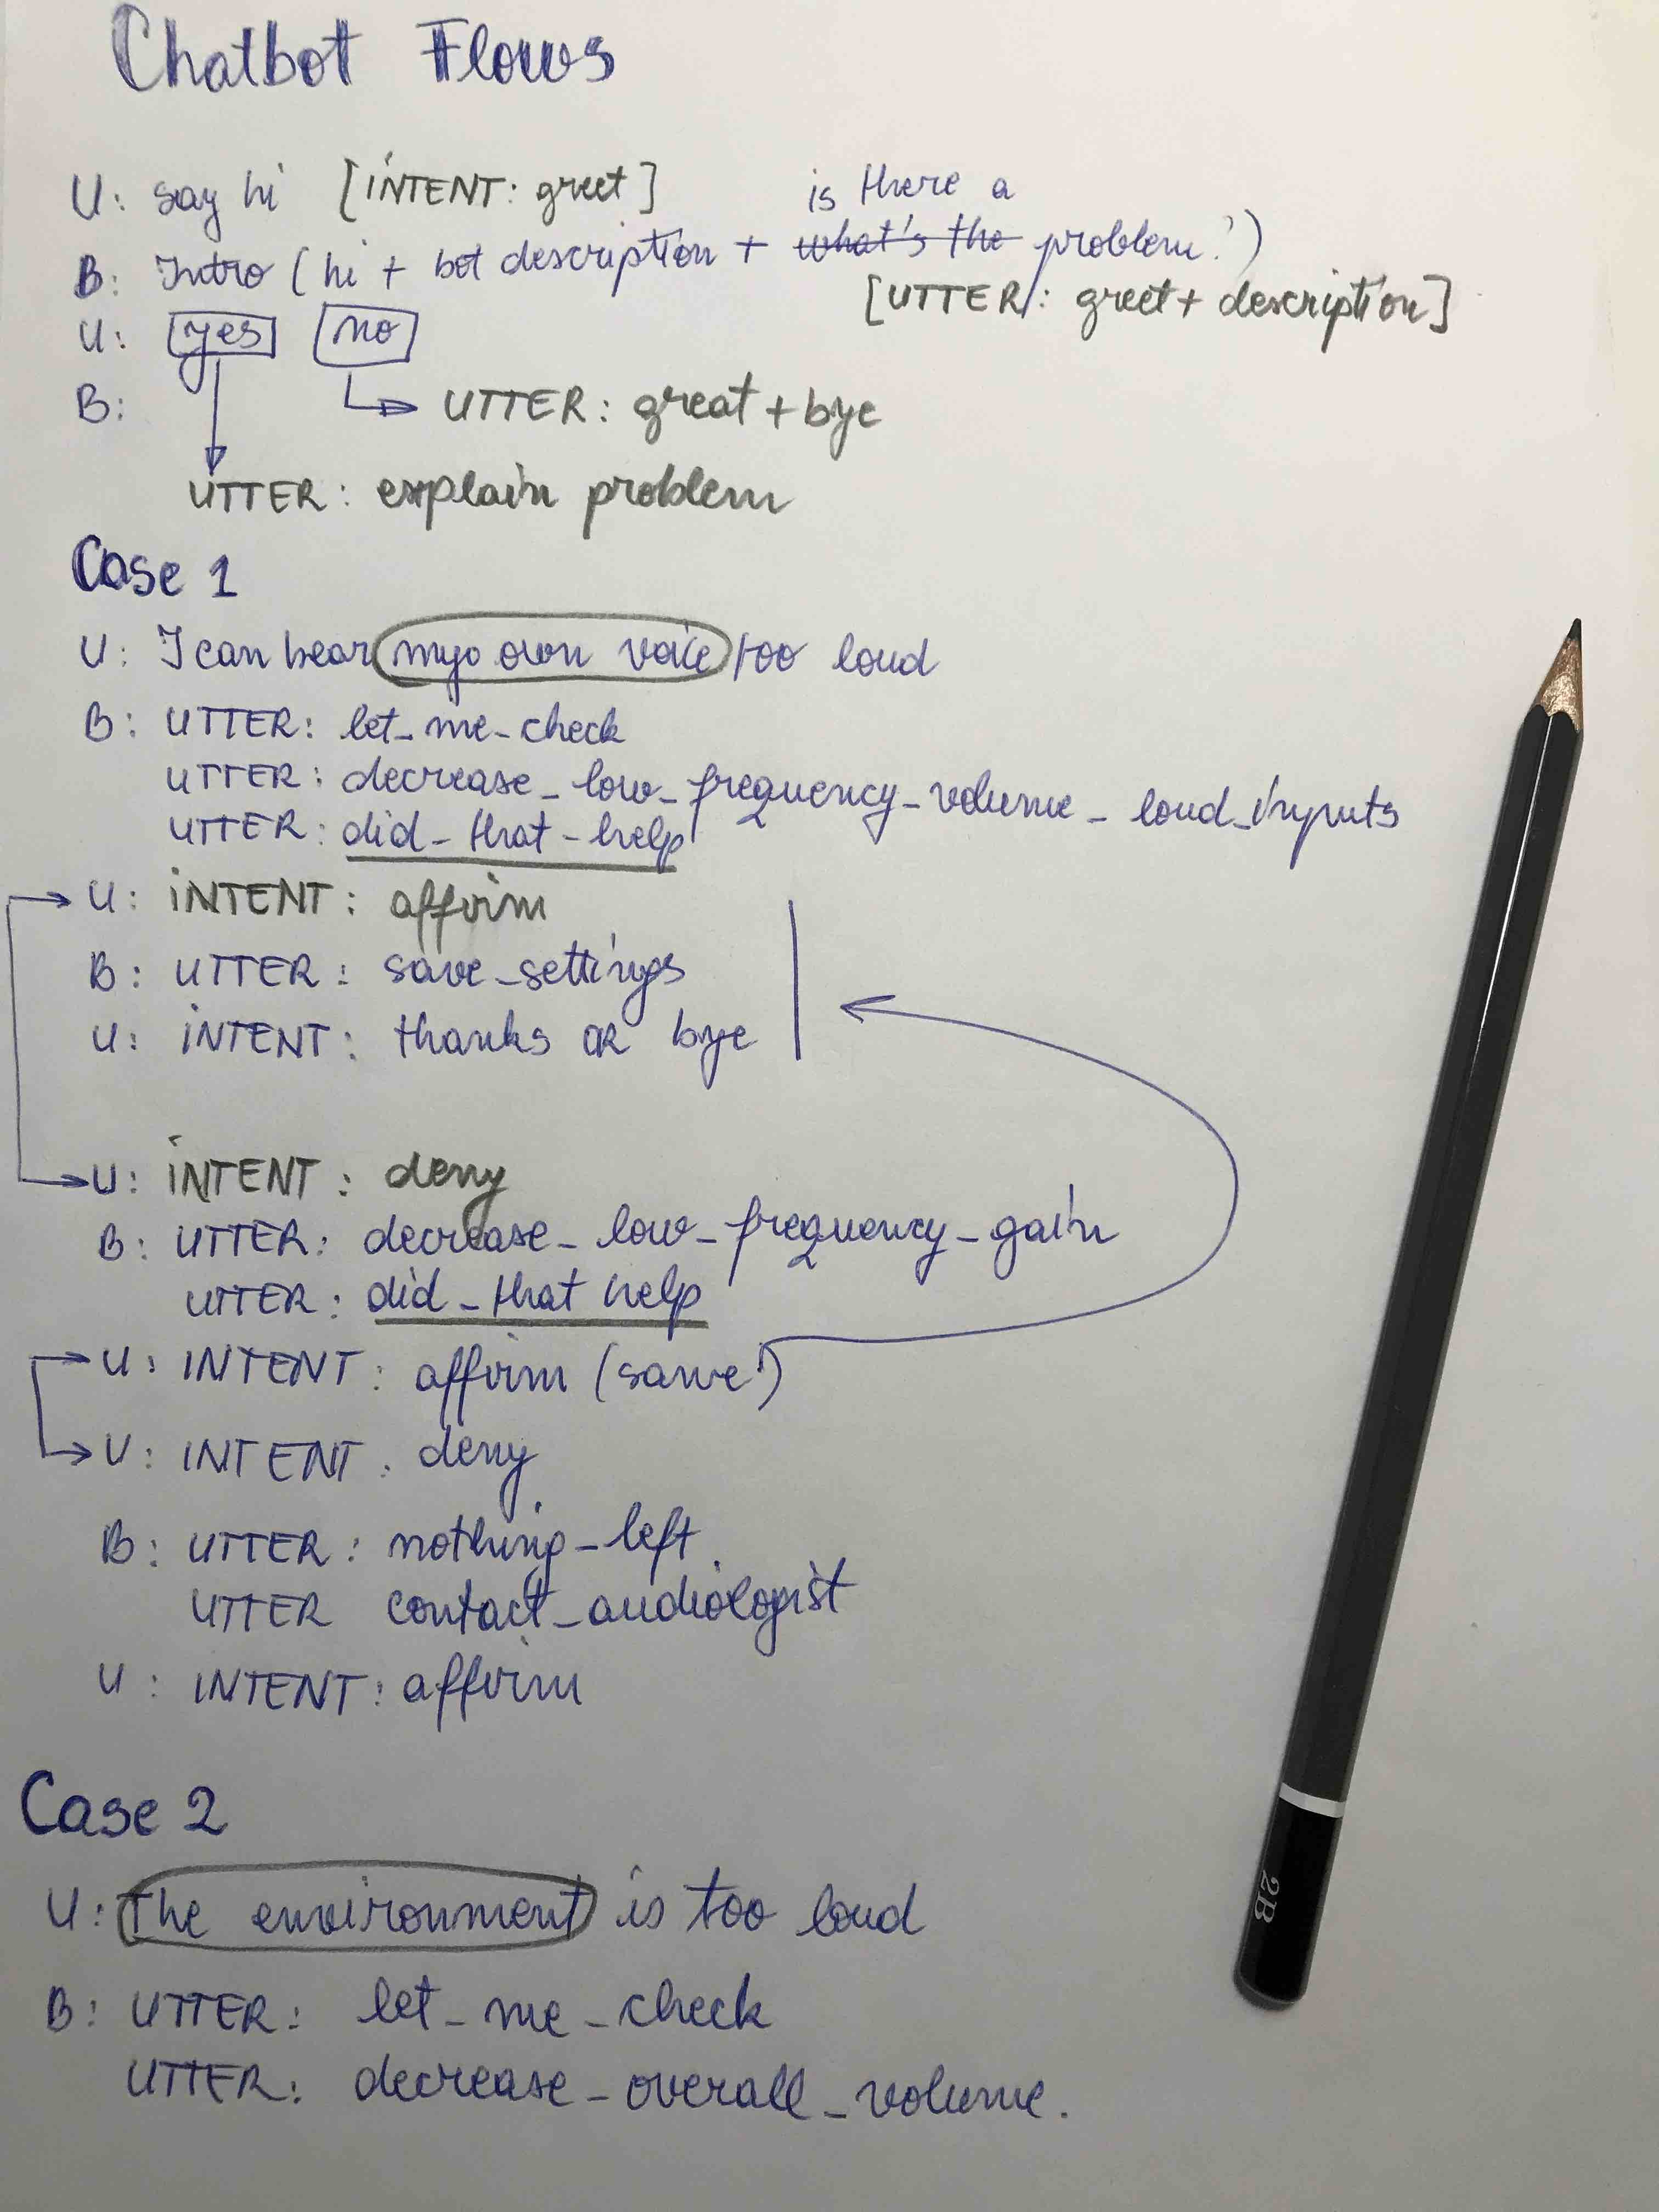 Chatbot Flows
U: say hi [INTENT: greet]
is there a
B: Intro (hi + bot description + what's the problem?)
[UTTER: greet + description]
U: yes no
B:
UTTER: great + bye
UTTER: explain problem
Case 1
U: I can hear my own voice too loud
B: UTTER: let_me_check
UTTER: decrease_low_frequency_volume_loud_inputs
UTTER: did_that_help
U: INTENT: affirm
B: UTTER: save_settings
U: INTENT: thanks OR bye
U: INTENT: deny
B: UTTER: decrease_low_frequency_gain
UTTER: did_that help
U: INTENT: affirm (same!)
U: INTENT: deny
B: UTTER: nothing_left
UTTER contact_audiologist
U: INTENT: affirm
Case 2
U: The environment is too loud
B: UTTER: let_me_check
UTTER: decrease_overall_volume.
2B